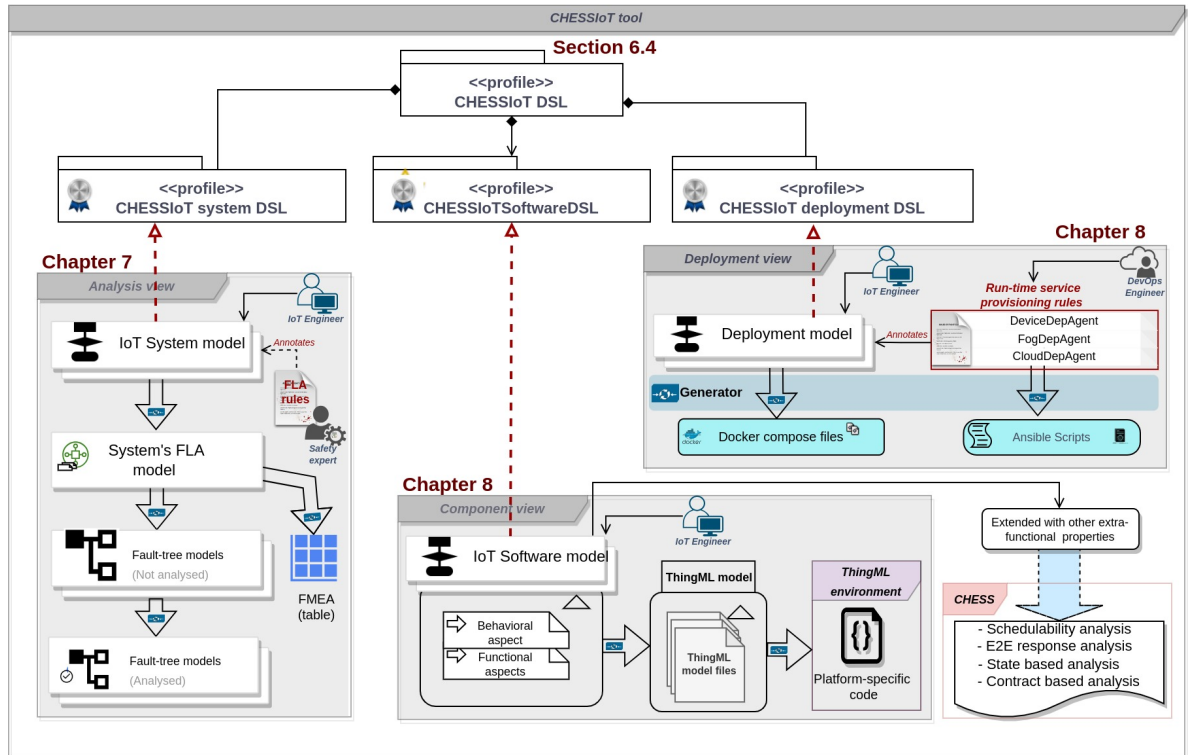 CHESSIoT tool
Section 6.4
<<profile>>
CHESSIoT DSL
<<profile>>
CHESSIoT system DSL
<<profile>>
CHESSIoTSoftwareDSL
<<profile>>
CHESSIoT deployment DSL
Chapter 7
Analysis view
IoT Engineer
IoT System model
Annotates
FLA
rules
Safety
expert
System's FLA
model
Fault-tree models
(Not analysed)
FMEA
(table)
Fault-tree models
(Analysed)
Chapter 8
Deployment view
IoT Engineer
DevOps
Engineer
Run-time service
provisioning rules
Deployment model
Annotates
DeviceDepAgent
FogDepAgent
CloudDepAgent
Generator
docker
Docker compose files
Ansible Scripts
Chapter 8
Component view
IoT Engineer
IoT Software model
Behavioral
aspect
Functional
aspects
ThingML model
ThingML
model files
ThingML
environment
{}
Platform-specific
code
Extended with other extra-
functional properties
CHESS
- Schedulability analysis
- E2E response analysis
- State based analysis
- Contract based analysis